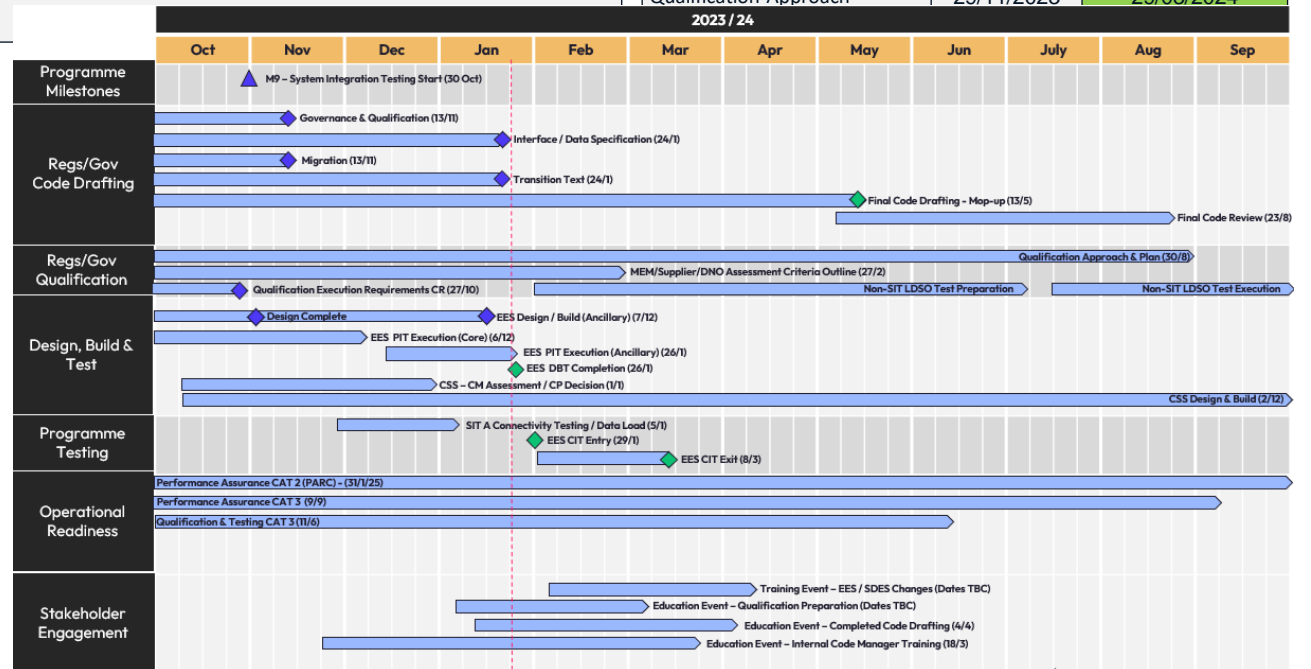 Qualification Approach 29/11/2023 29/08/2024
2023 / 24
Oct Nov Dec Jan Feb Mar Apr May Jun July Aug Sep
Programme
Milestones
M9 – System Integration Testing Start (30 Oct)
Regs/Gov
Code Drafting
Governance & Qualification (13/11)
Interface / Data Specification (24/1)
Migration (13/11)
Transition Text (24/1)
Final Code Drafting - Mop-up (13/5)
Final Code Review (23/8)
Regs/Gov
Qualification
Qualification Approach & Plan (30/8)
MEM/Supplier/DNO Assessment Criteria Outline (27/2)
Qualification Execution Requirements CR (27/10) Non-SIT LDSO Test Preparation Non-SIT LDSO Test Execution
Design, Build &
Test
Design Complete EES Design / Build (Ancillary) (7/12)
EES PIT Execution (Core) (6/12)
EES PIT Execution (Ancillary) (26/1)
EES DBT Completion (26/1)
CSS – CM Assessment / CP Decision (1/1)
CSS Design & Build (2/12)
Programme
Testing
SIT A Connectivity Testing / Data Load (5/1)
EES CIT Entry (29/1)
EES CIT Exit (8/3)
Operational
Readiness
Performance Assurance CAT 2 (PARC) - (31/1/25)
Performance Assurance CAT 3 (9/9)
Qualification & Testing CAT 3 (11/6)
Stakeholder
Engagement
Training Event – EES / SDES Changes (Dates TBC)
Education Event – Qualification Preparation (Dates TBC)
Education Event – Completed Code Drafting (4/4)
Education Event – Internal Code Manager Training (18/3)